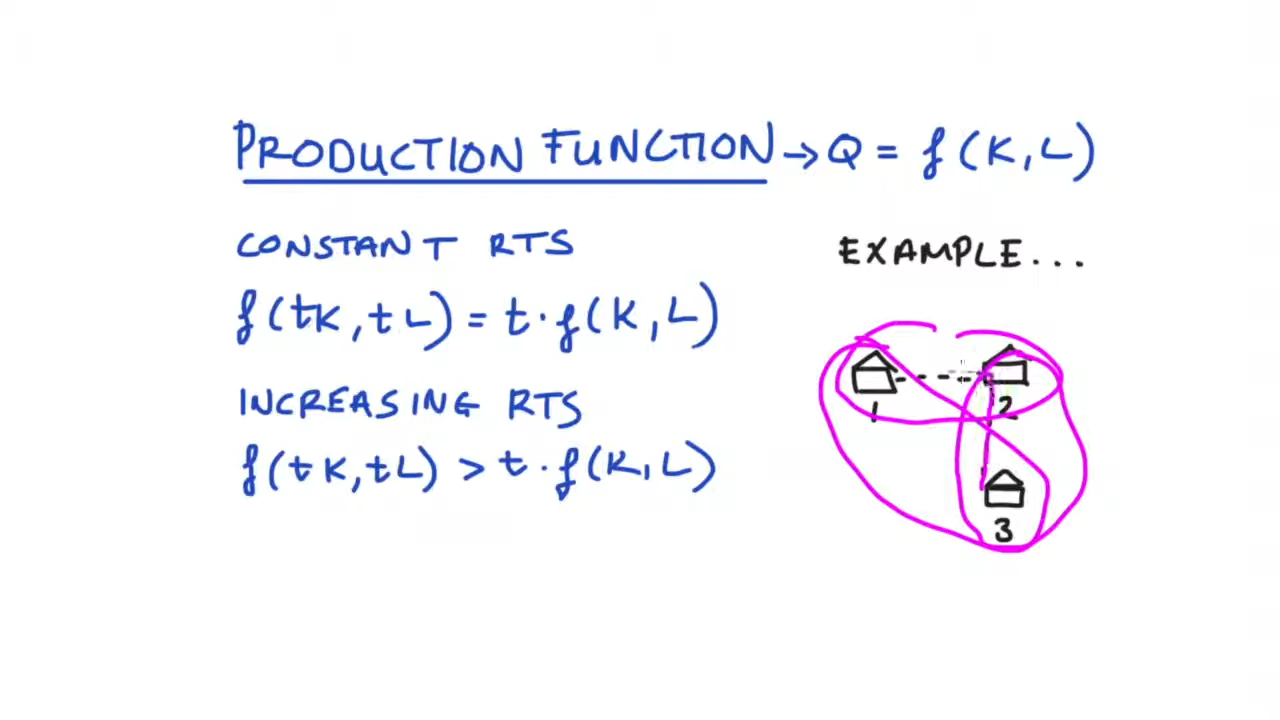 PRODUCTION FUNCTION → Q = f(K,L)
CONSTANT RTS
f(tK,tL) = t·f(K,L)
INCREASING RTS
f(tK,tL) > t·f(K,L)
EXAMPLE...
1
2
3